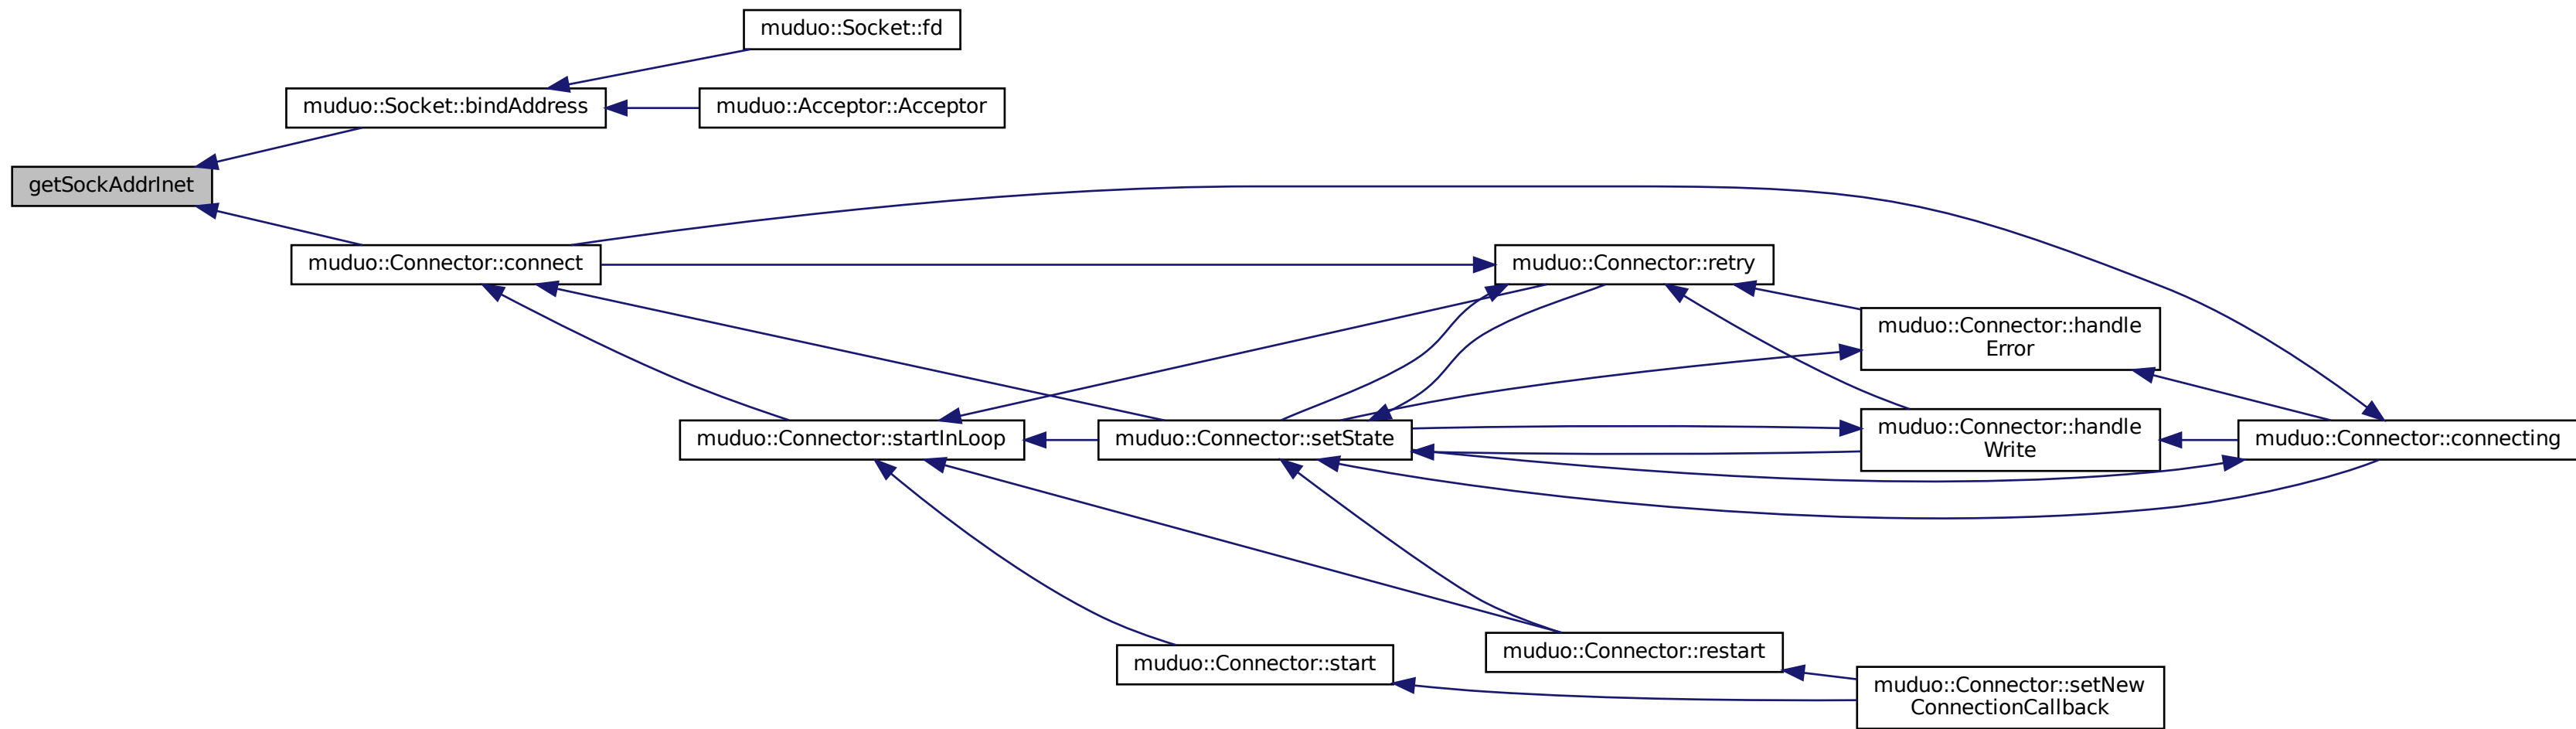 muduo::Socket::fd
muduo::Socket::bindAddress
muduo::Acceptor::Acceptor
getSockAddrInet
muduo::Connector::connect
muduo::Connector::retry
muduo::Connector::handle
Error
muduo::Connector::startInLoop
muduo::Connector::setState
muduo::Connector::handle
Write
muduo::Connector::connecting
muduo::Connector::start
muduo::Connector::restart
muduo::Connector::setNew
ConnectionCallback